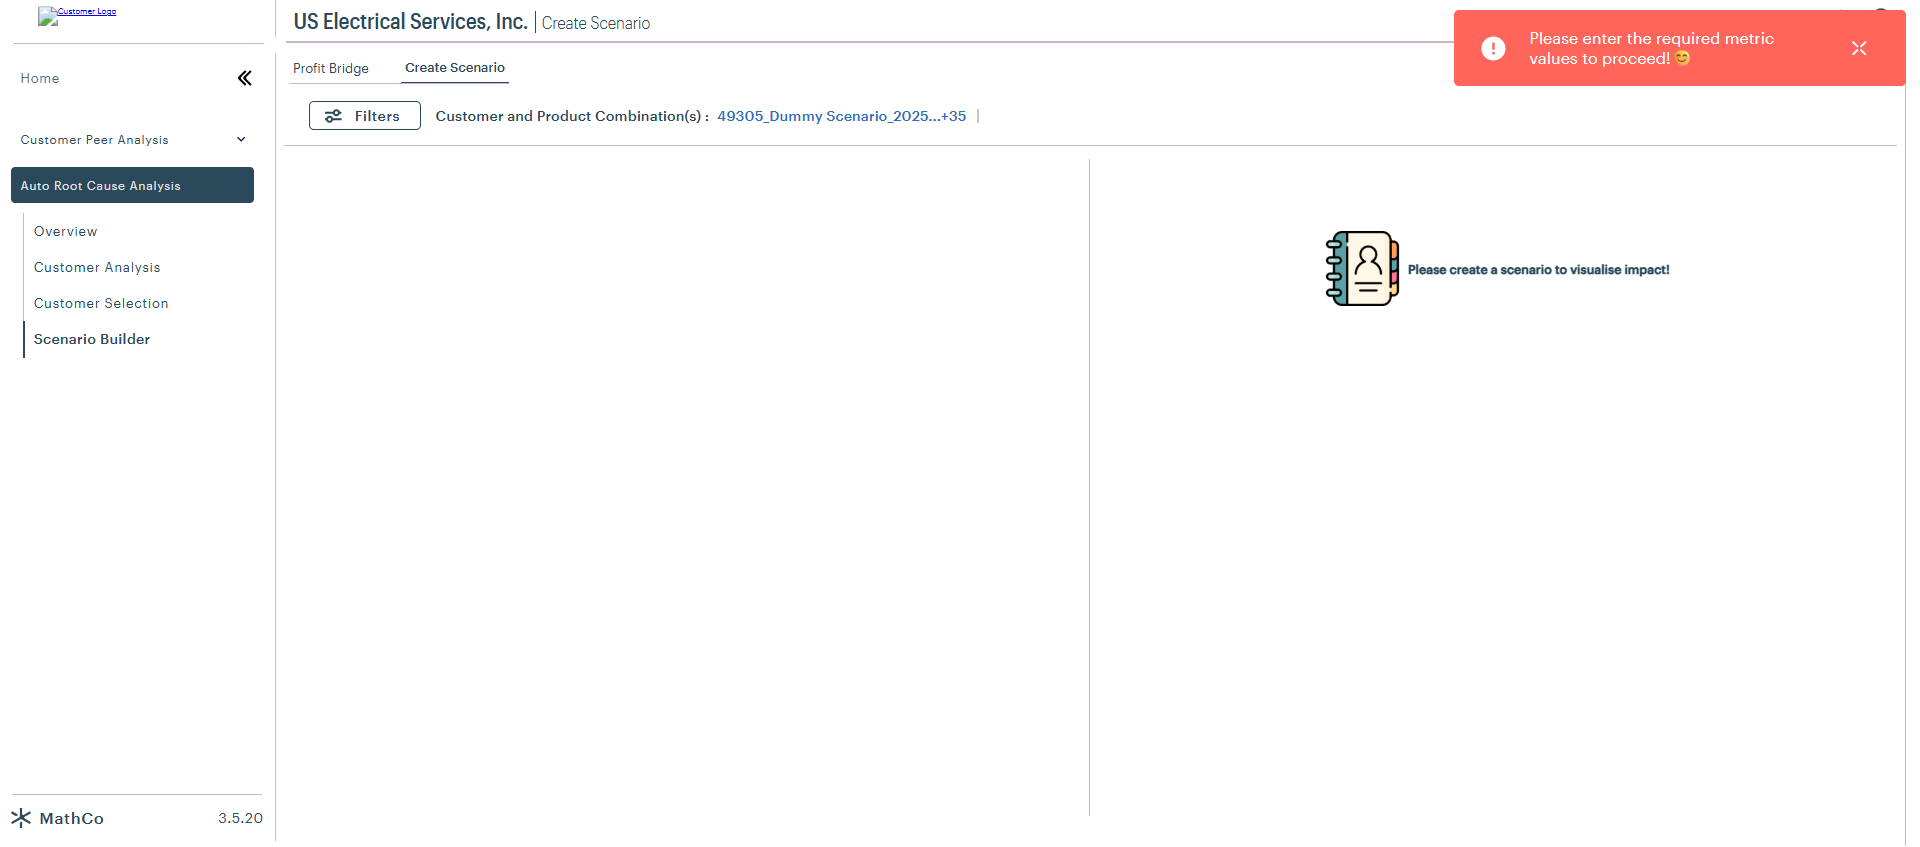 Customer Logo
US Electrical Services, Inc. | Create Scenario
Please enter the required metric
values to proceed! 😊
Home
Profit Bridge
Create Scenario
Filters
Customer and Product Combination(s) : 49305_Dummy Scenario_2025...+35 |
Customer Peer Analysis
Auto Root Cause Analysis
Overview
Customer Analysis
Customer Selection
Scenario Builder
Please create a scenario to visualise impact!
MathCo
3.5.20